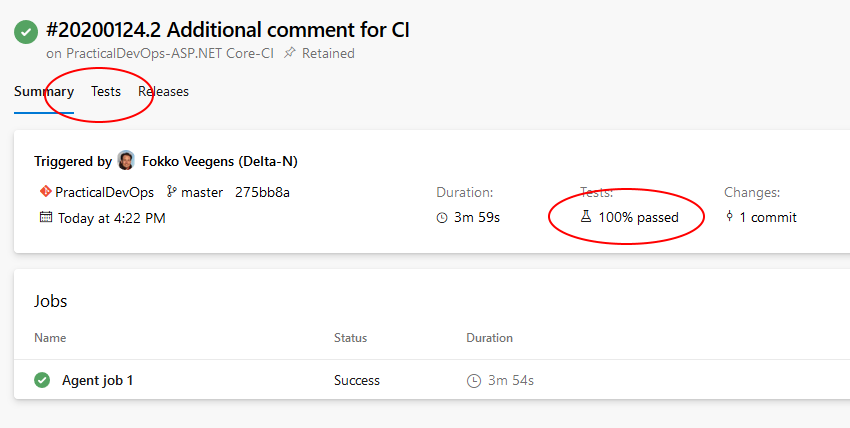 #20200124.2 Additional comment for CI
on PracticalDevOps-ASP.NET Core-CI Retained
Summary Tests Releases
Triggered by Fokko Veegens (Delta-N)
PracticalDevOps master 275bb8a Duration: Tests: Changes:
Today at 4:22 PM 3m 59s 100% passed 1 commit
Jobs
Name Status Duration
Agent job 1 Success 3m 54s